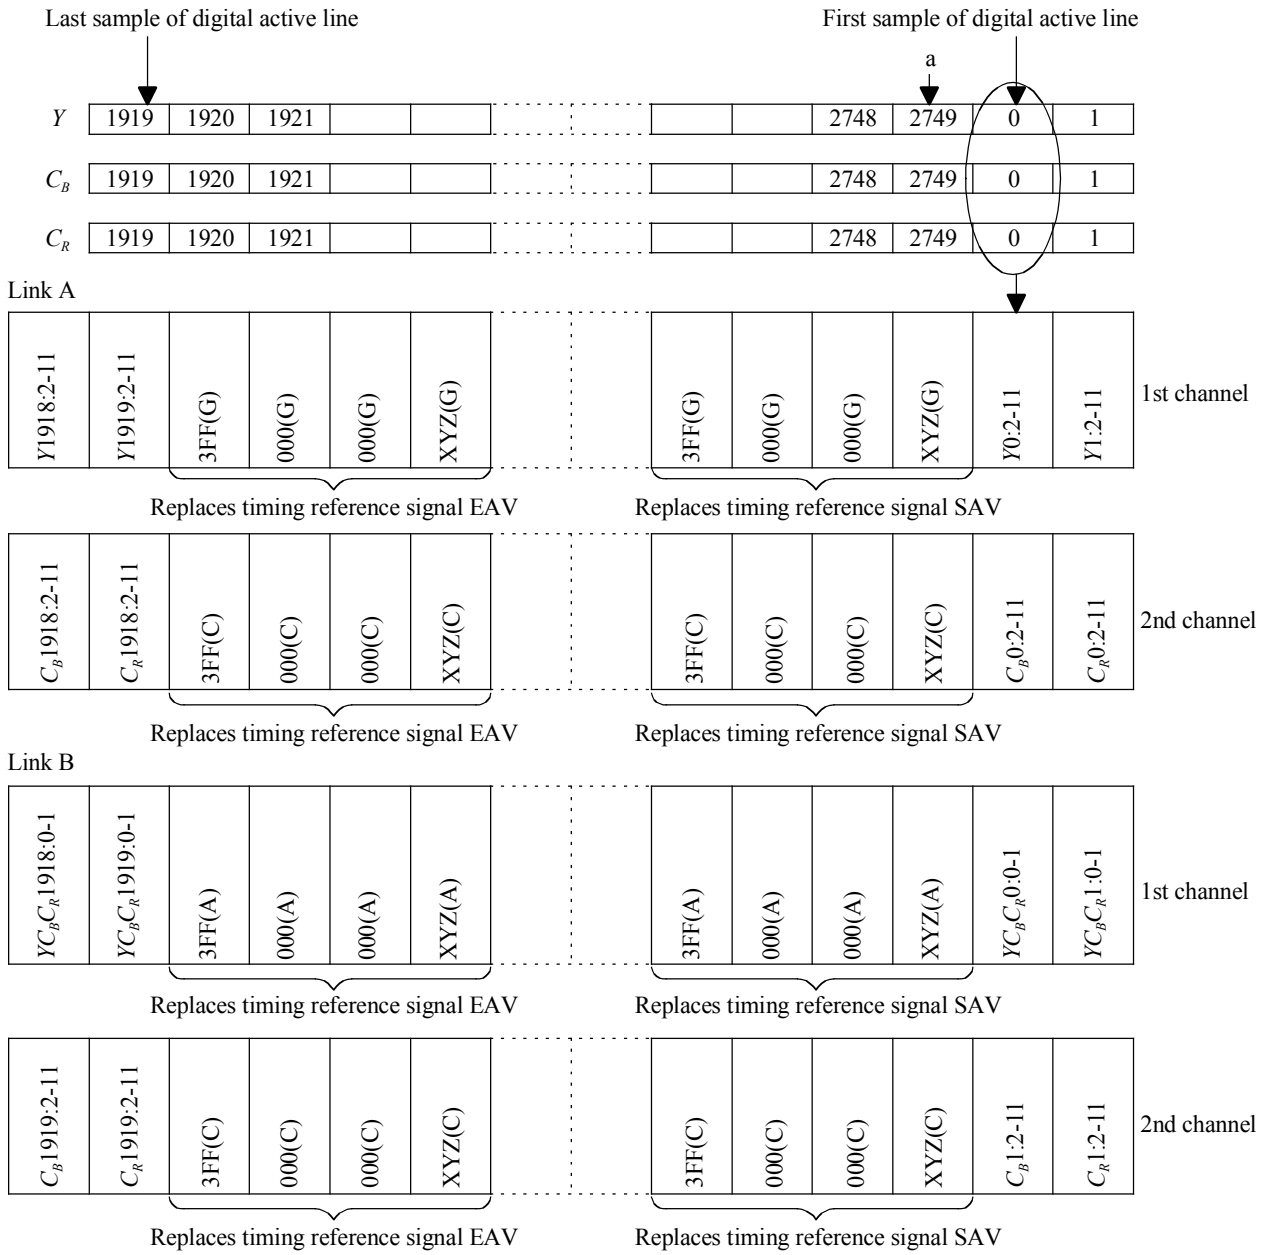 Last sample of digital active line First sample of digital active line
a
Y 1919 1920 1921 2748 2749 0 1
C_B 1919 1920 1921 2748 2749 0 1
C_R 1919 1920 1921 2748 2749 0 1
Link A
Y1918:2-11 Y1919:2-11 3FF(G) 000(G) 000(G) XYZ(G) 3FF(G) 000(G) 000(G) XYZ(G) Y0:2-11 Y1:2-11 1st channel
Replaces timing reference signal EAV Replaces timing reference signal SAV
C_B1918:2-11 C_R1918:2-11 3FF(C) 000(C) 000(C) XYZ(C) 3FF(C) 000(C) 000(C) XYZ(C) C_B0:2-11 C_R0:2-11 2nd channel
Replaces timing reference signal EAV Replaces timing reference signal SAV
Link B
YC_BC_R1918:0-1 YC_BC_R1919:0-1 3FF(A) 000(A) 000(A) XYZ(A) 3FF(A) 000(A) 000(A) XYZ(A) YC_BC_R0:0-1 YC_BC_R1:0-1 1st channel
Replaces timing reference signal EAV Replaces timing reference signal SAV
C_B1919:2-11 C_R1919:2-11 3FF(C) 000(C) 000(C) XYZ(C) 3FF(C) 000(C) 000(C) XYZ(C) C_B1:2-11 C_R1:2-11 2nd channel
Replaces timing reference signal EAV Replaces timing reference signal SAV